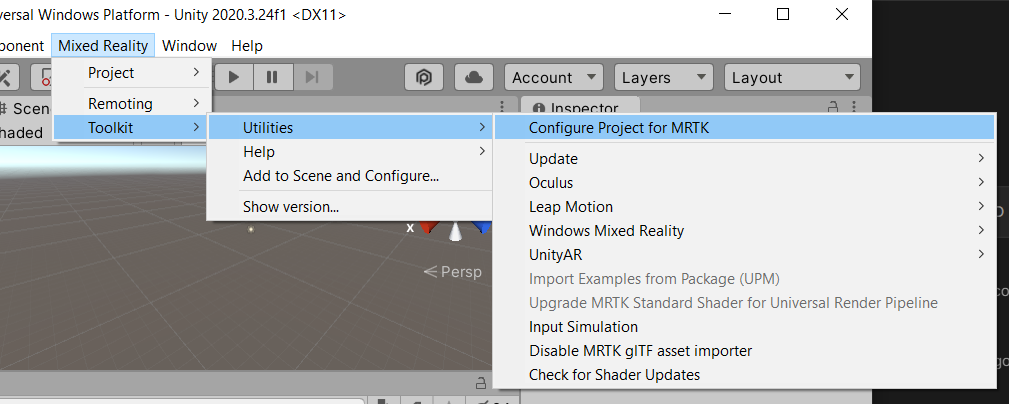 versal Windows Platform - Unity 2020.3.24f1 <DX11>
ponent Mixed Reality Window Help
Project
Remoting
Toolkit
Account Layers Layout
Scen
haded
Inspector
Utilities
Help
Add to Scene and Configure...
Show version...
Configure Project for MRTK
Update
Oculus
Leap Motion
Windows Mixed Reality
UnityAR
Import Examples from Package (UPM)
Upgrade MRTK Standard Shader for Universal Render Pipeline
Input Simulation
Disable MRTK glTF asset importer
Check for Shader Updates
x
Persp
co
go